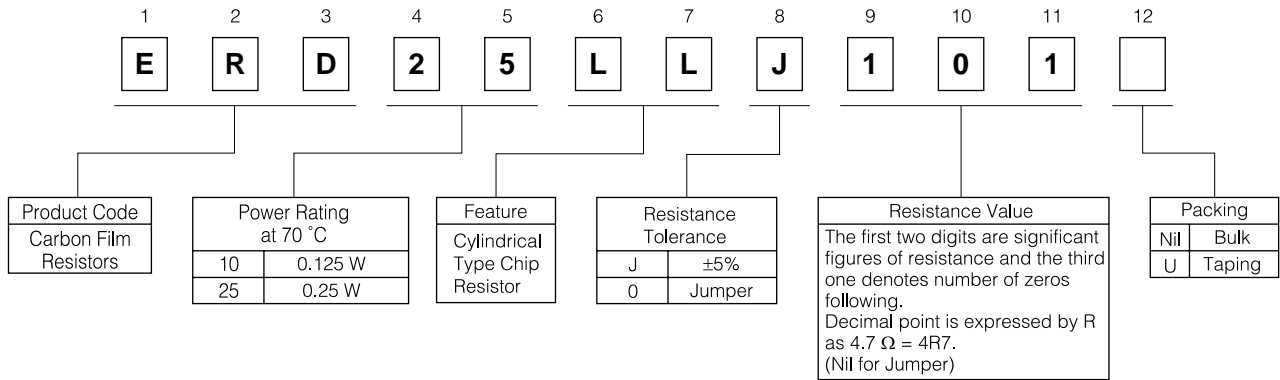 1 2 3 4 5 6 7 8 9 10 11 12
E R D 2 5 L L J 1 0 1
Product Code
Carbon Film
Resistors
Power Rating
at 70 ˚C
10 0.125 W
25 0.25 W
Feature
Cylindrical
Type Chip
Resistor
Resistance
Tolerance
J ±5%
0 Jumper
Resistance Value
The first two digits are significant
figures of resistance and the third
one denotes number of zeros
following.
Decimal point is expressed by R
as 4.7 Ω = 4R7.
(Nil for Jumper)
Packing
Nil Bulk
U Taping